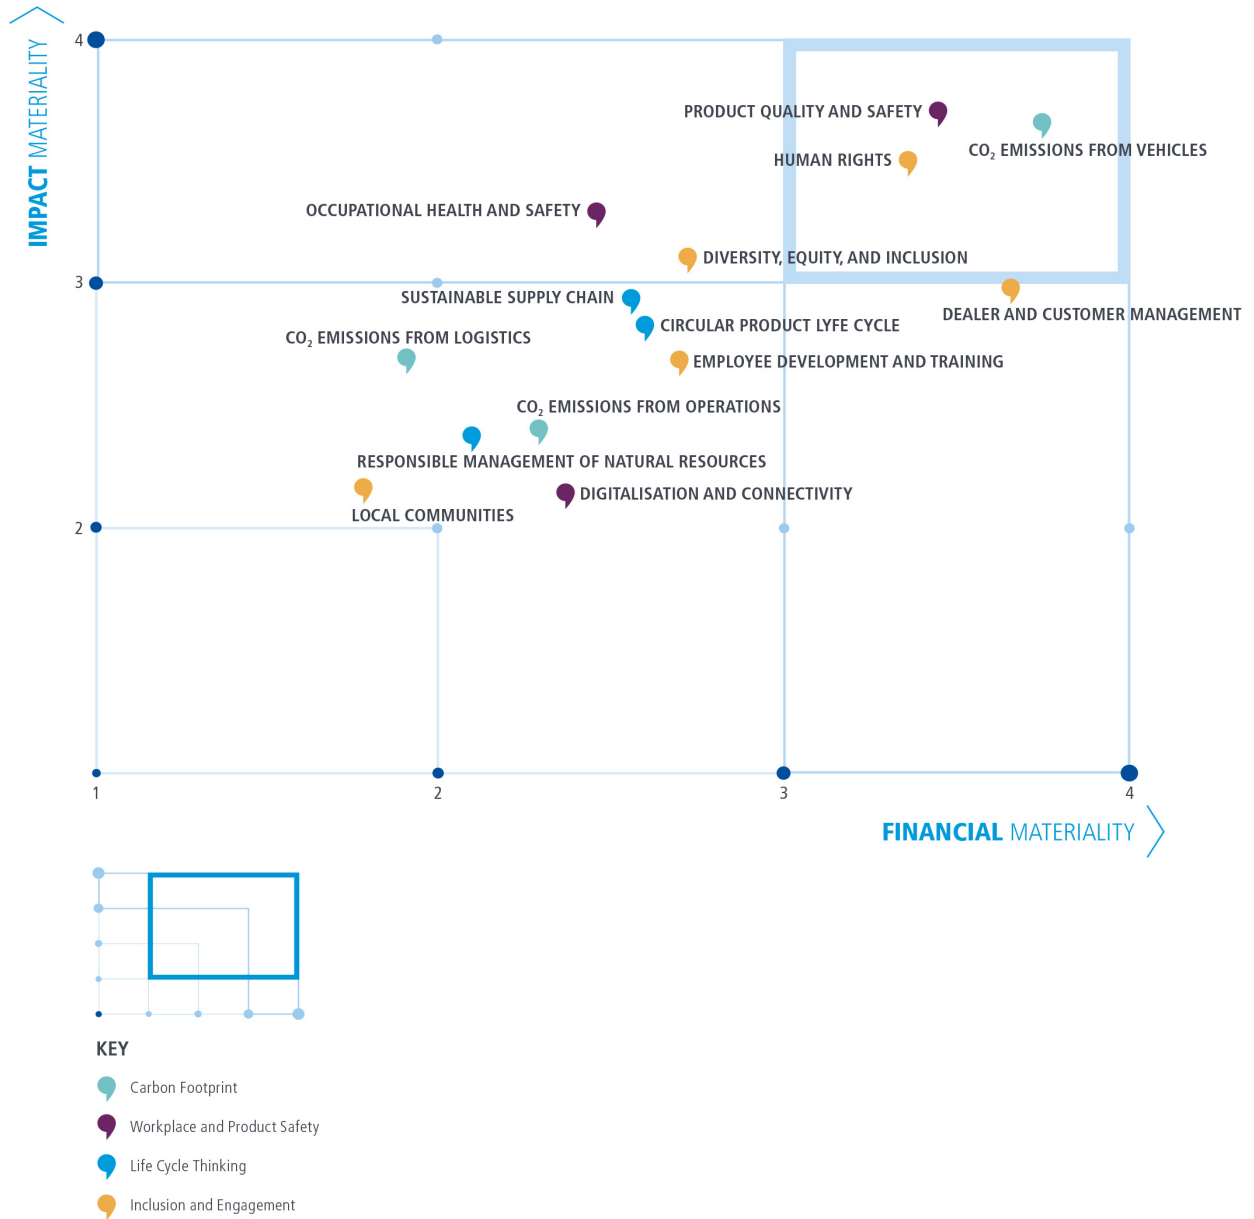 4
IMPACT MATERIALITY
PRODUCT QUALITY AND SAFETY
CO₂ EMISSIONS FROM VEHICLES
HUMAN RIGHTS
OCCUPATIONAL HEALTH AND SAFETY
DIVERSITY, EQUITY, AND INCLUSION
3
SUSTAINABLE SUPPLY CHAIN
DEALER AND CUSTOMER MANAGEMENT
CIRCULAR PRODUCT LYFE CYCLE
CO₂ EMISSIONS FROM LOGISTICS
EMPLOYEE DEVELOPMENT AND TRAINING
CO₂ EMISSIONS FROM OPERATIONS
RESPONSIBLE MANAGEMENT OF NATURAL RESOURCES
DIGITALISATION AND CONNECTIVITY
LOCAL COMMUNITIES
2
1 2 3 4
FINANCIAL MATERIALITY
KEY
Carbon Footprint
Workplace and Product Safety
Life Cycle Thinking
Inclusion and Engagement